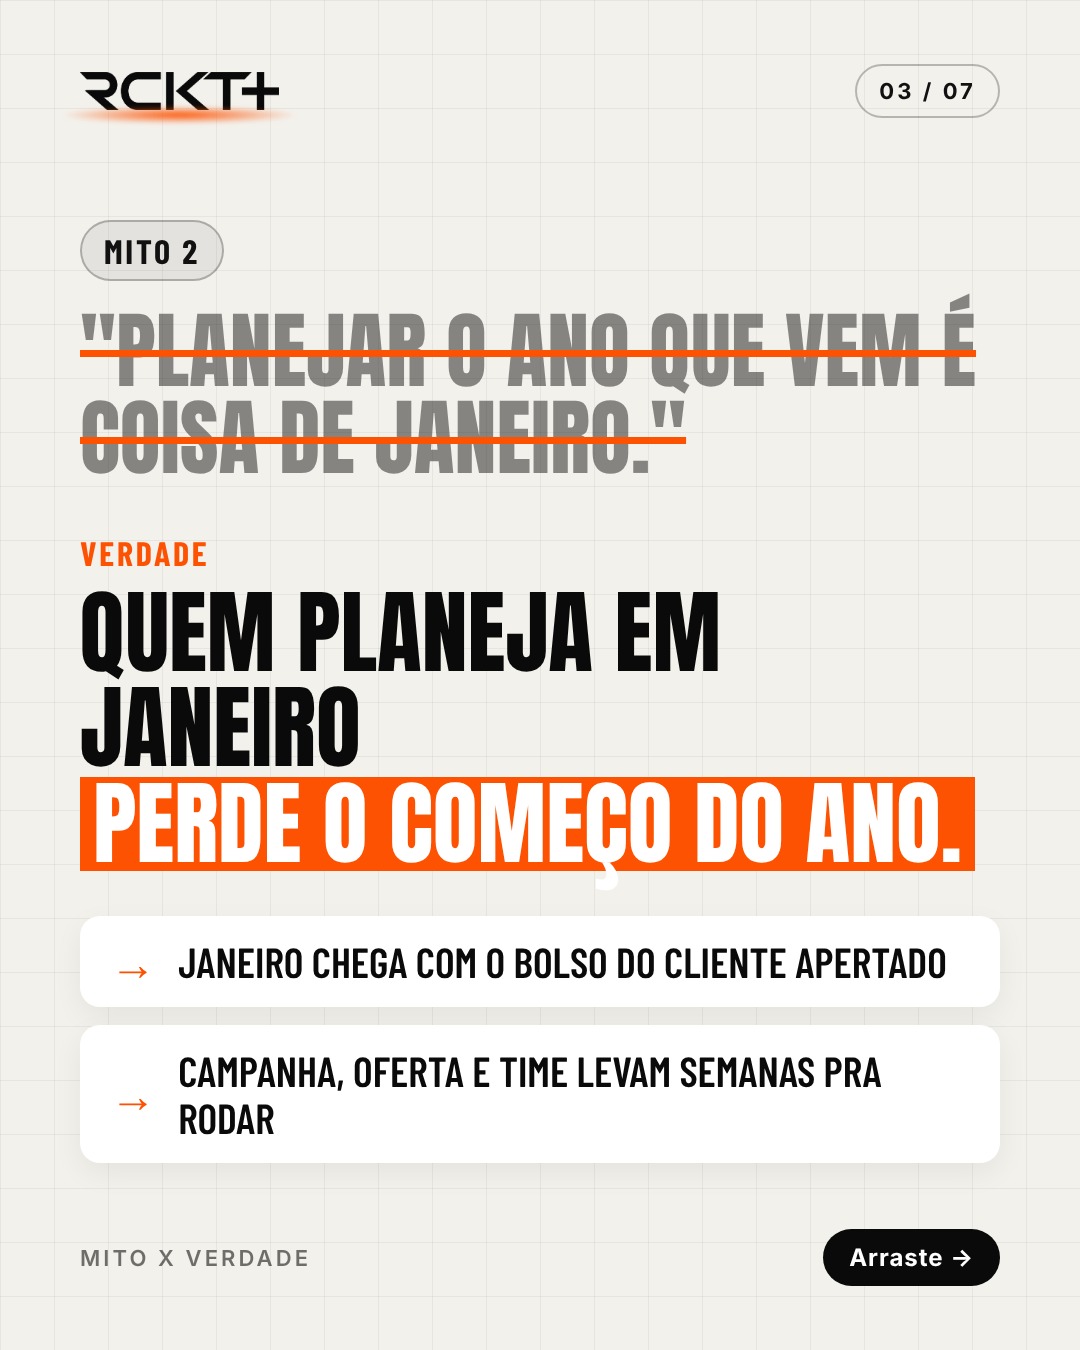 RCKT+
03 / 07
MITO 2
"PLANEJAR O ANO QUE VEM É
COISA DE JANEIRO."
VERDADE
QUEM PLANEJA EM
JANEIRO
PERDE O COMEÇO DO ANO.
→ JANEIRO CHEGA COM O BOLSO DO CLIENTE APERTADO
→ CAMPANHA, OFERTA E TIME LEVAM SEMANAS PRA
RODAR
MITO X VERDADE
Arraste →